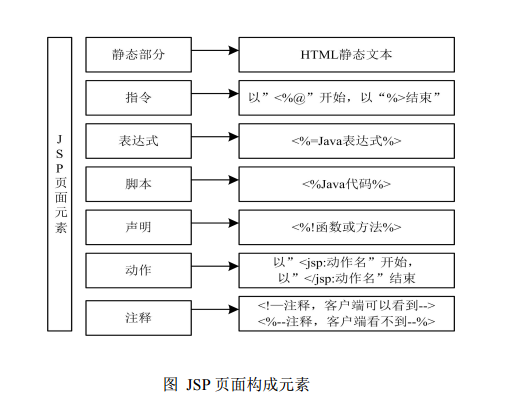 JSP页面元素
静态部分
HTML静态文本
指令
以”<%@”开始，以“%>结束”
表达式
<%=Java表达式%>
脚本
<%Java代码%>
声明
<%!函数或方法%>
动作
以”<jsp:动作名”开始，
以”</jsp:动作名”结束
注释
<!—注释，客户端可以看到-->
<%--注释，客户端看不到--%>
图 JSP 页面构成元素